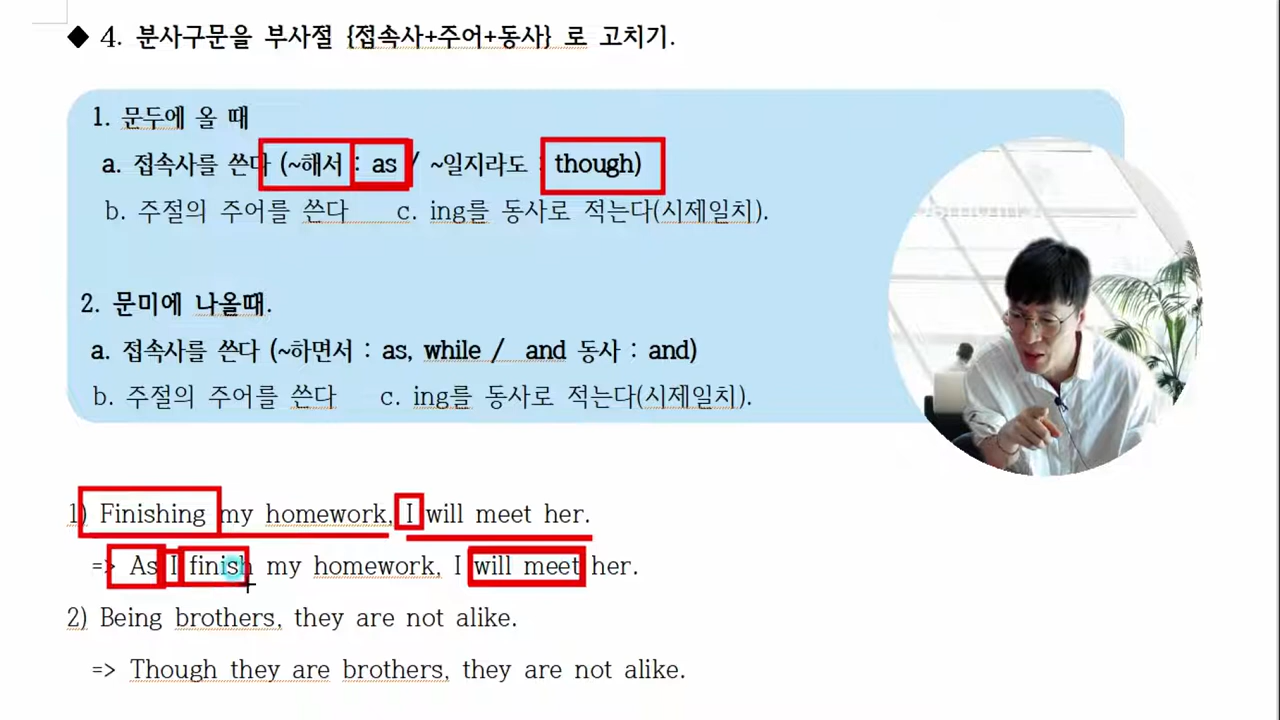 ◆ 4. 분사구문을 부사절 {접속사+주어+동사} 로 고치기.
1. 문두에 올 때
a. 접속사를 쓴다 (~해서 : as / ~일지라도 : though)
b. 주절의 주어를 쓴다 c. ing를 동사로 적는다(시제일치).
2. 문미에 나올때.
a. 접속사를 쓴다 (~하면서 : as, while / and 동사 : and)
b. 주절의 주어를 쓴다 c. ing를 동사로 적는다(시제일치).
1) Finishing my homework, I will meet her.
=> As I finish my homework, I will meet her.
2) Being brothers, they are not alike.
=> Though they are brothers, they are not alike.